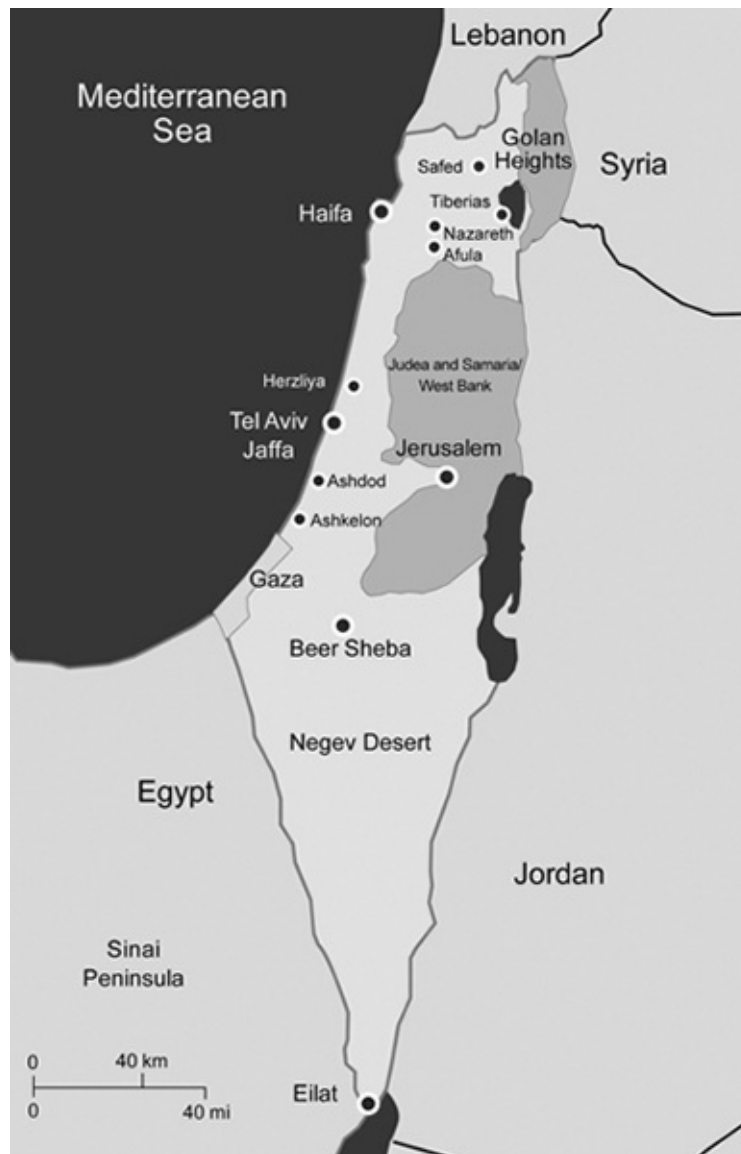 Lebanon
Mediterranean
Sea
Golan
Heights
Syria
Safed
Tiberias
Haifa
Nazareth
Afula
Judea and Samaria/
West Bank
Herzliya
Tel Aviv
Jaffa
Jerusalem
Ashdod
Ashkelon
Gaza
Beer Sheba
Negev Desert
Egypt
Jordan
Sinai
Peninsula
0 40 km
0 40 mi
Eilat